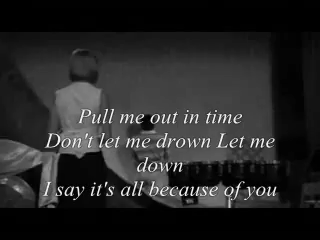 Pull me out in time
Don't let me drown Let me
down
I say it's all because of you